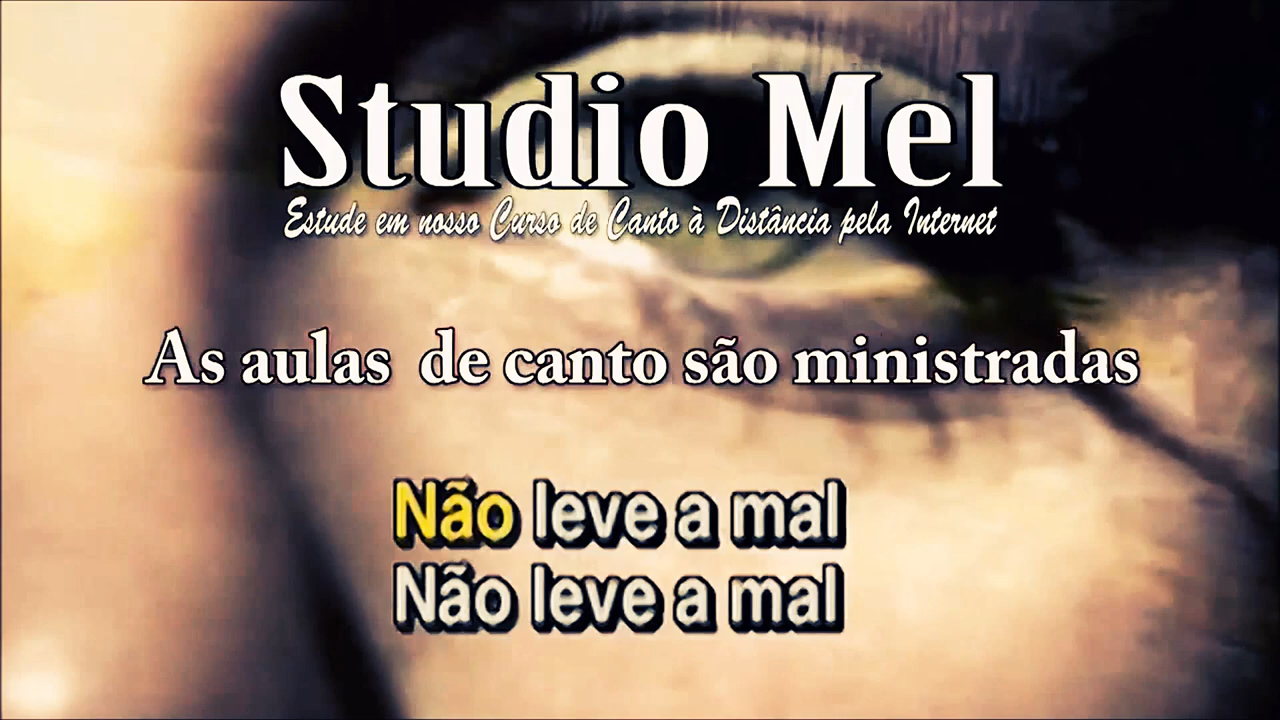 Studio Mel
Estude em nosso Curso de Canto à Distância pela Internet
As aulas de canto são ministradas
Não leve a mal
Não leve a mal